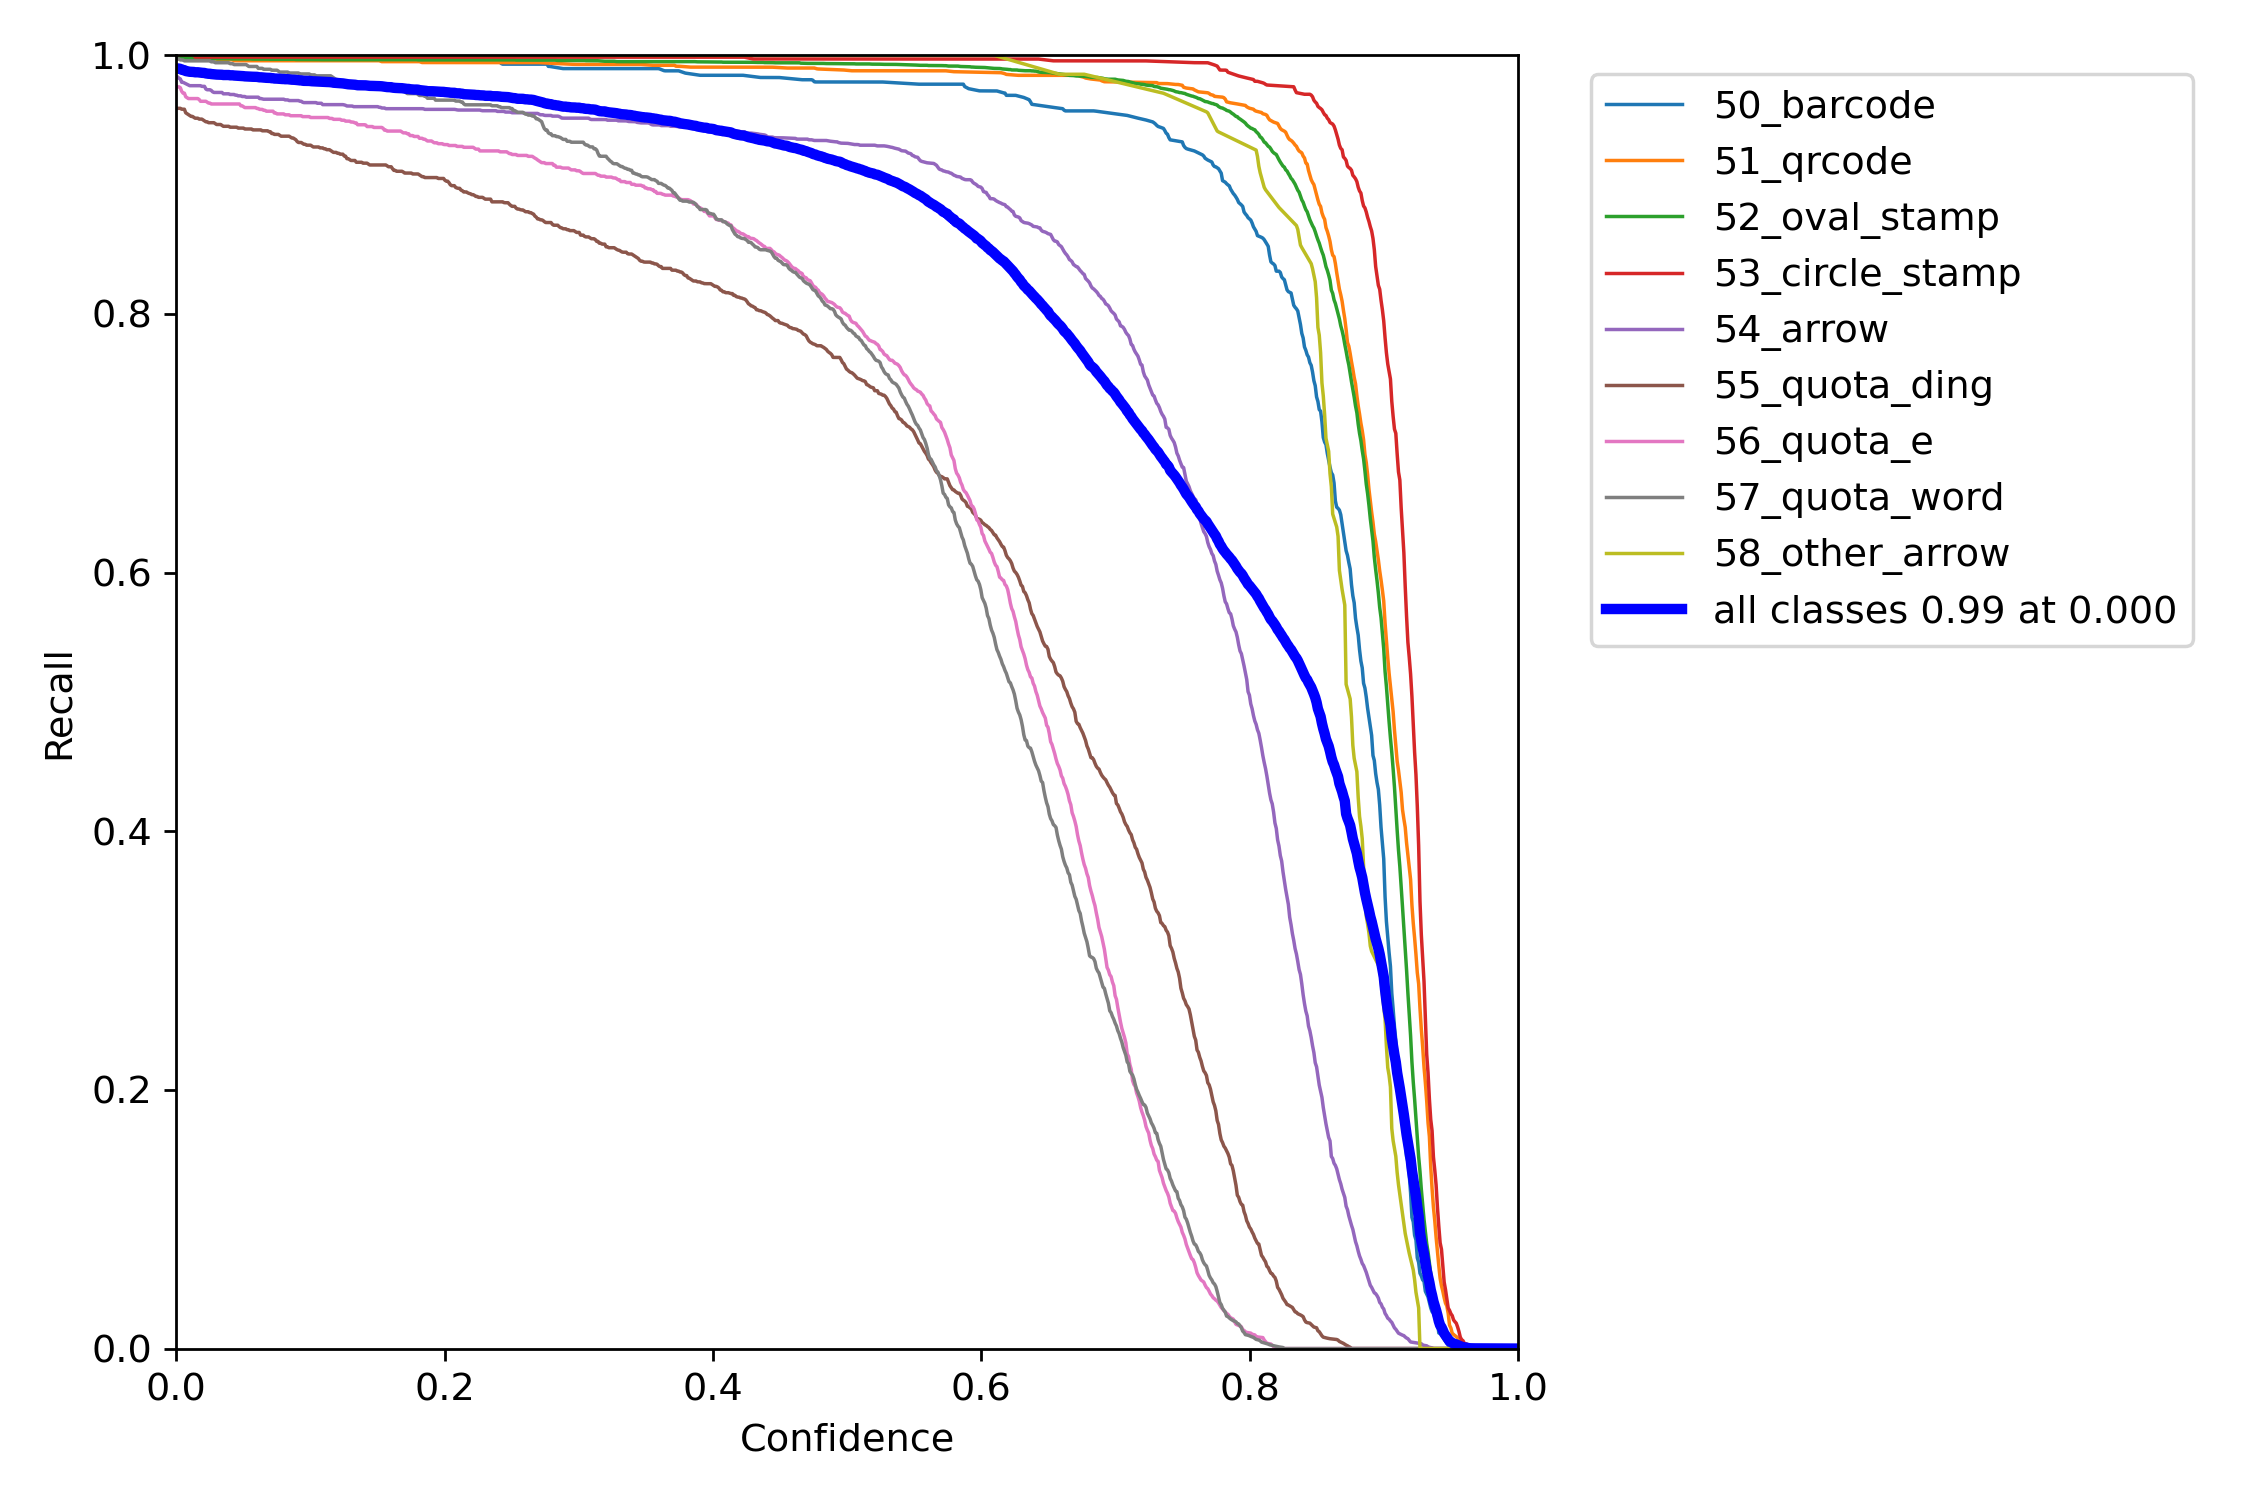 1.0
0.8
0.6
0.4
0.2
0.0
Recall
0.0 0.2 0.4 0.6 0.8 1.0
Confidence
50_barcode
51_qrcode
52_oval_stamp
53_circle_stamp
54_arrow
55_quota_ding
56_quota_e
57_quota_word
58_other_arrow
all classes 0.99 at 0.000